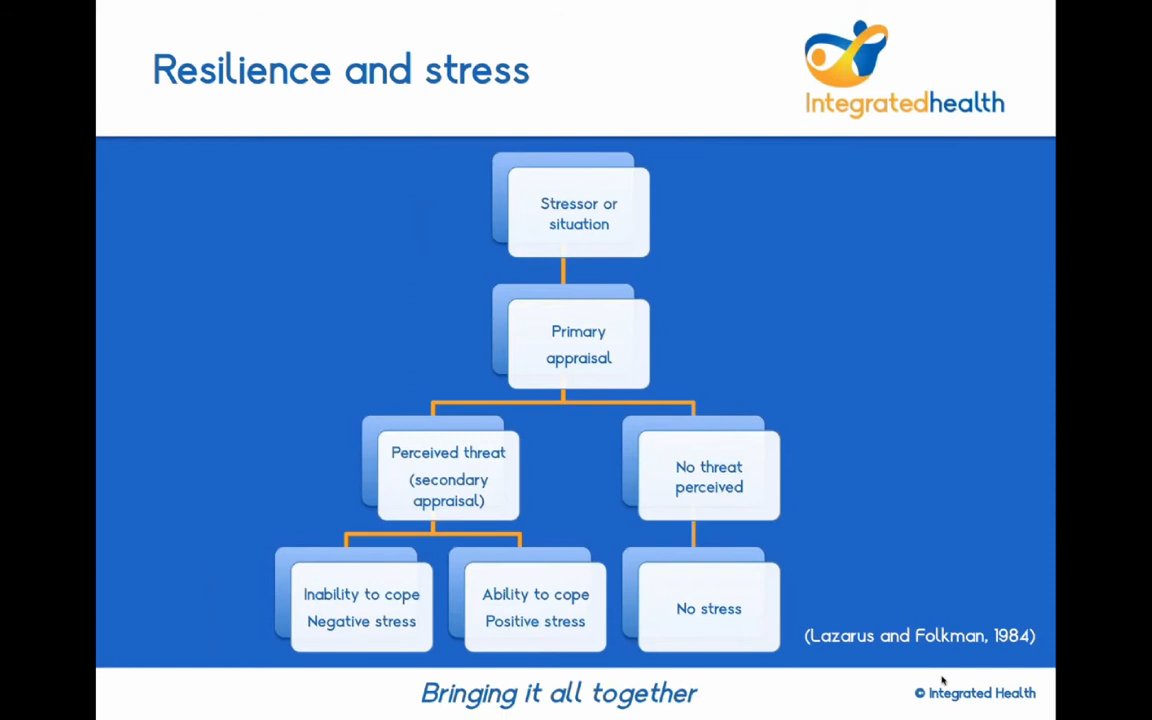 Resilience and stress
Integratedhealth
Stressor or
situation
Primary
appraisal
Perceived threat
(secondary
appraisal)
No threat
perceived
Inability to cope
Negative stress
Ability to cope
Positive stress
No stress
(Lazarus and Folkman, 1984)
Bringing it all together
© Integrated Health